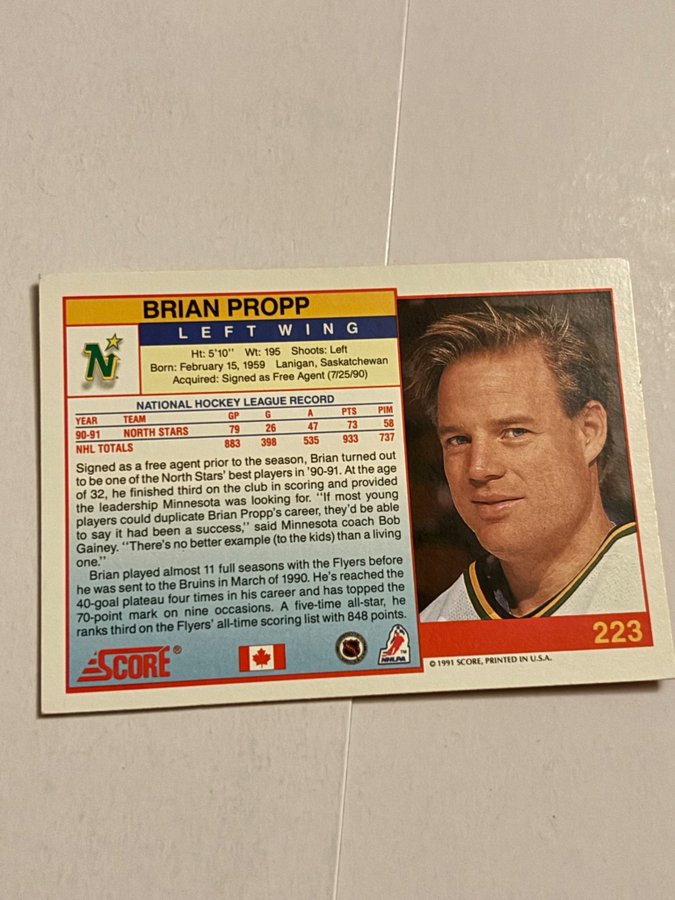 BRIAN PROPP
LEFT WING
N
Ht: 5'10" Wt: 195 Shoots: Left
Born: February 15, 1959 Lanigan, Saskatchewan
Acquired: Signed as Free Agent (7/25/90)
NATIONAL HOCKEY LEAGUE RECORD
YEAR TEAM GP G A PTS PIM
90-91 NORTH STARS 79 26 47 73 58
NHL TOTALS 883 398 535 933 737
Signed as a free agent prior to the season, Brian turned out
to be one of the North Stars' best players in '90-91. At the age
of 32, he finished third on the club in scoring and provided
the leadership Minnesota was looking for. "If most young
players could duplicate Brian Propp's career, they'd be able
to say it had been a success," said Minnesota coach Bob
Gainey. "There's no better example (to the kids) than a living
one."
Brian played almost 11 full seasons with the Flyers before
he was sent to the Bruins in March of 1990. He's reached the
40-goal plateau four times in his career and has topped the
70-point mark on nine occasions. A five-time all-star, he
ranks third on the Flyers' all-time scoring list with 848 points.
SCORE®
NHLPA
TM
223
© 1991 SCORE, PRINTED IN U.S.A.